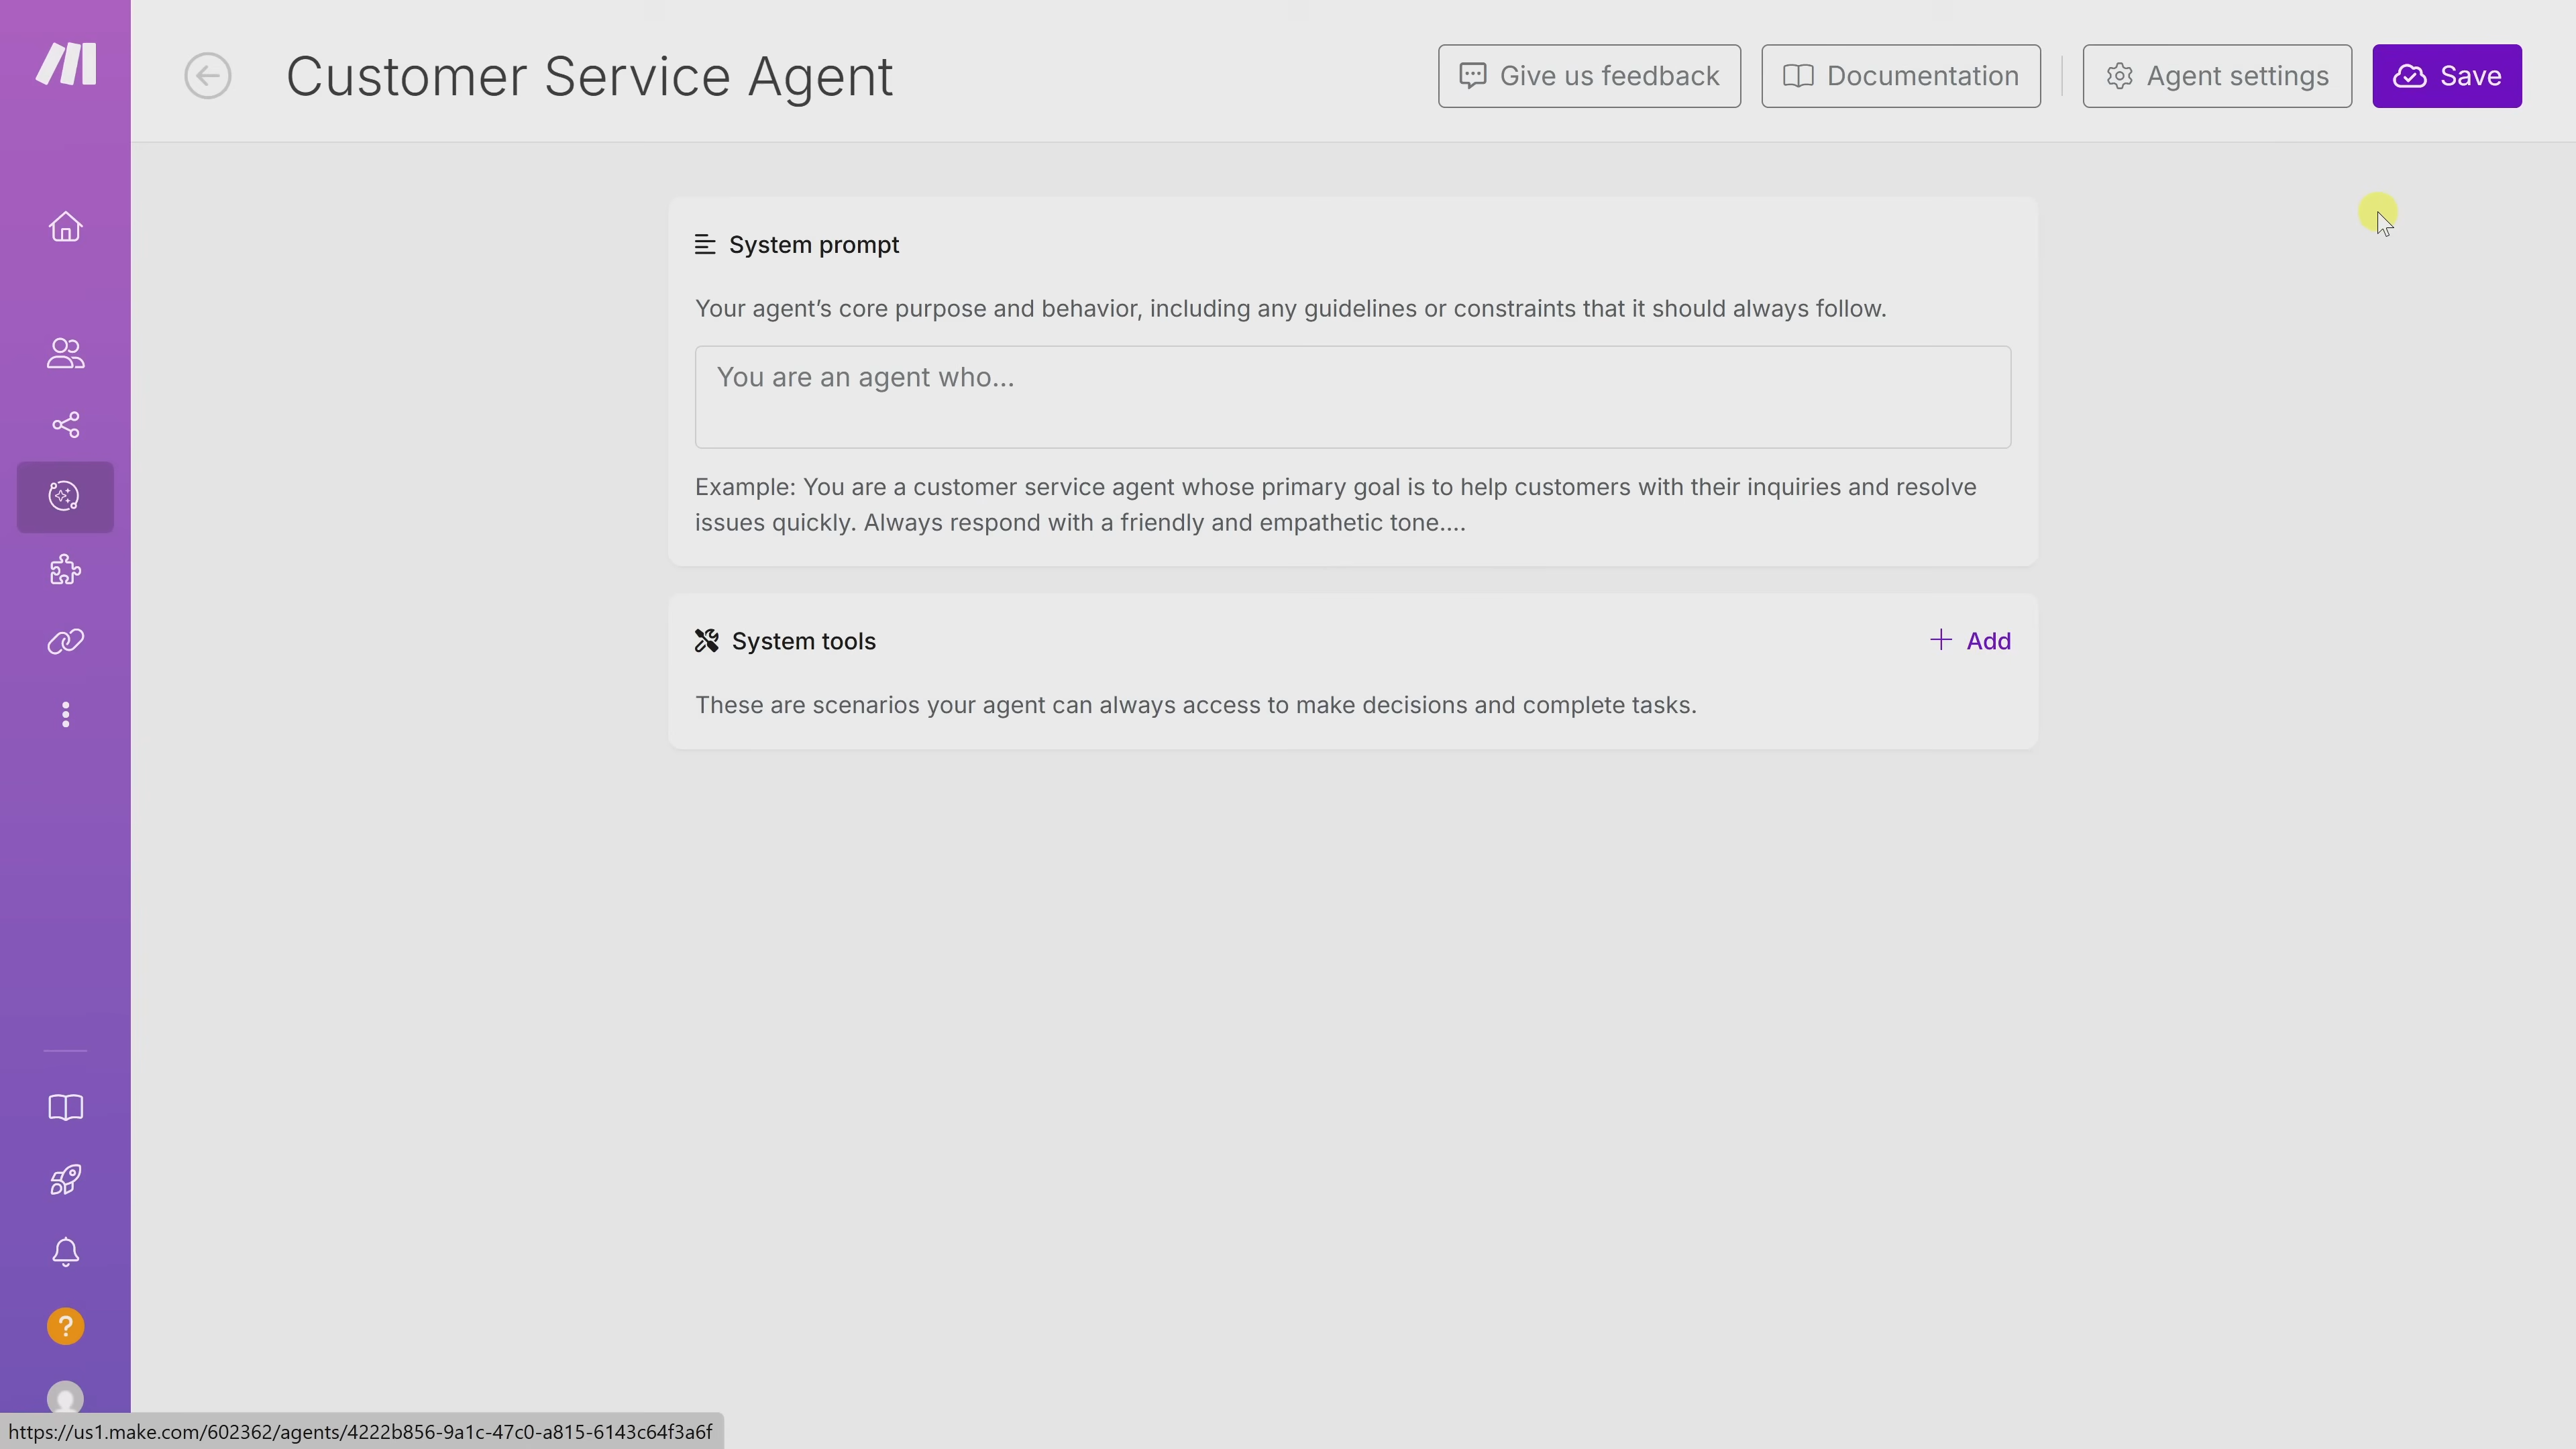 Customer Service Agent
Give us feedback
Documentation
Agent settings
Save
System prompt
Your agent’s core purpose and behavior, including any guidelines or constraints that it should always follow.
You are an agent who...
Example: You are a customer service agent whose primary goal is to help customers with their inquiries and resolve
issues quickly. Always respond with a friendly and empathetic tone....
System tools
+ Add
These are scenarios your agent can always access to make decisions and complete tasks.
?
https://us1.make.com/602362/agents/4222b856-9a1c-47c0-a815-6143c64f3a6f